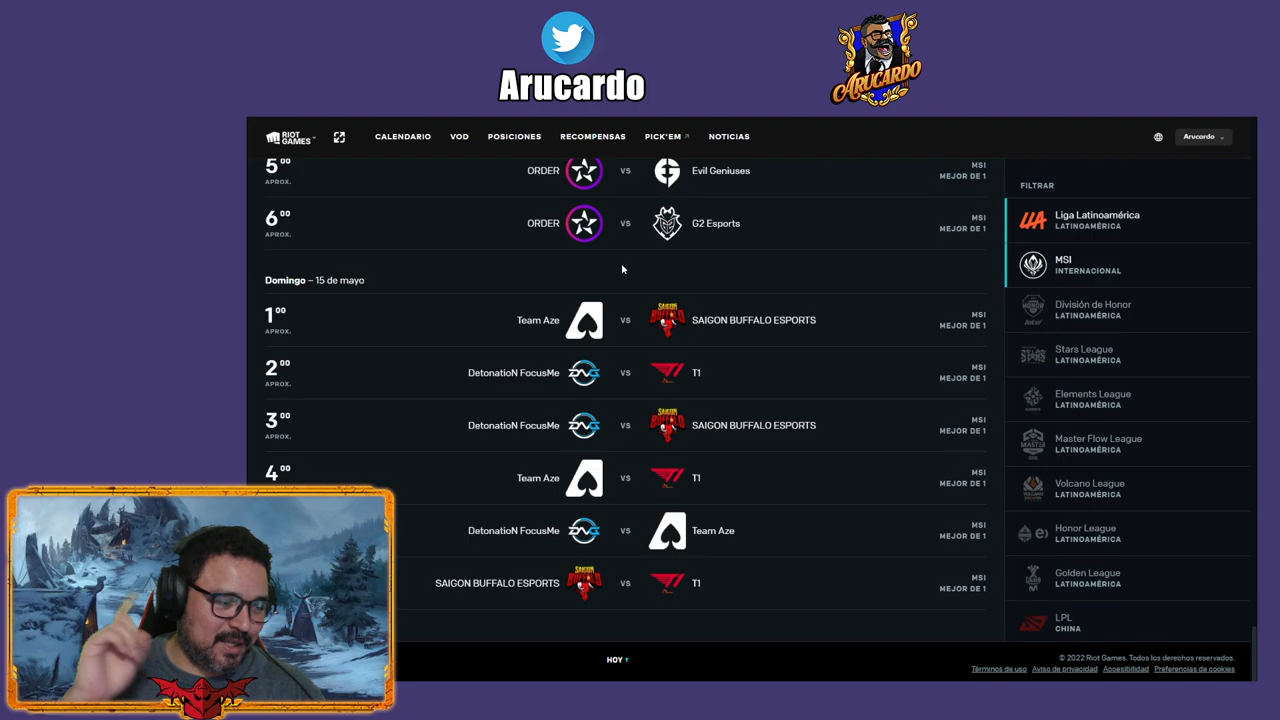 Arucardo
ARUCARDO
RIOT GAMES
CALENDARIO VOD POSICIONES RECOMPENSAS PICK'EM NOTICIAS
Arucardo
5 00 APROX. ORDER VS Evil Geniuses MSI MEJOR DE 1
6 00 APROX. ORDER VS G2 Esports MSI MEJOR DE 1
Domingo – 15 de mayo
1 00 APROX. Team Aze VS SAIGON BUFFALO ESPORTS MSI MEJOR DE 1
2 00 APROX. DetonatioN FocusMe VS T1 MSI MEJOR DE 1
3 00 APROX. DetonatioN FocusMe VS SAIGON BUFFALO ESPORTS MSI MEJOR DE 1
4 00 Team Aze VS T1 MSI MEJOR DE 1
DetonatioN FocusMe VS Team Aze MSI MEJOR DE 1
SAIGON BUFFALO ESPORTS VS T1 MSI MEJOR DE 1
HOY ↑
FILTRAR
Liga Latinoamérica
LATINOAMÉRICA
MSI
INTERNACIONAL
División de Honor
LATINOAMÉRICA
Stars League
LATINOAMÉRICA
Elements League
LATINOAMÉRICA
Master Flow League
LATINOAMÉRICA
Volcano League
LATINOAMÉRICA
Honor League
LATINOAMÉRICA
Golden League
LATINOAMÉRICA
LPL
CHINA
© 2022 Riot Games. Todos los derechos reservados.
Términos de uso Aviso de privacidad Accesibilidad Preferencias de cookies